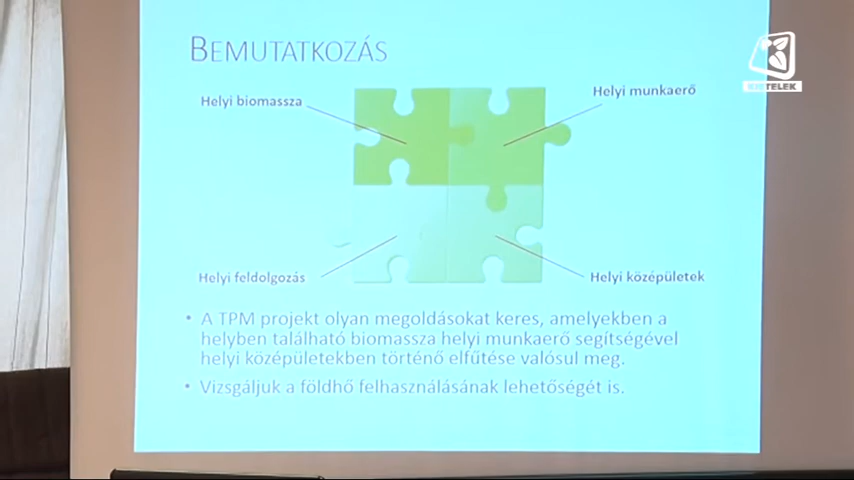 BEMUTATKOZÁS
Helyi biomassza
Helyi munkaerő
KISTELEK
Helyi feldolgozás
Helyi középületek
• A TPM projekt olyan megoldásokat keres, amelyekben a
helyben található biomassza helyi munkaerő segítségével
helyi középületekben történő elfűtése valósul meg.
• Vizsgáljuk a földhő felhasználásának lehetőségét is.